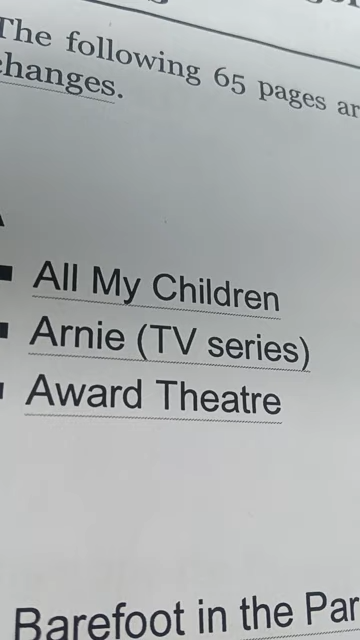 The following 65 pages ar
changes.
A
All My Children
Arnie (TV series)
Award Theatre
Barefoot in the Par